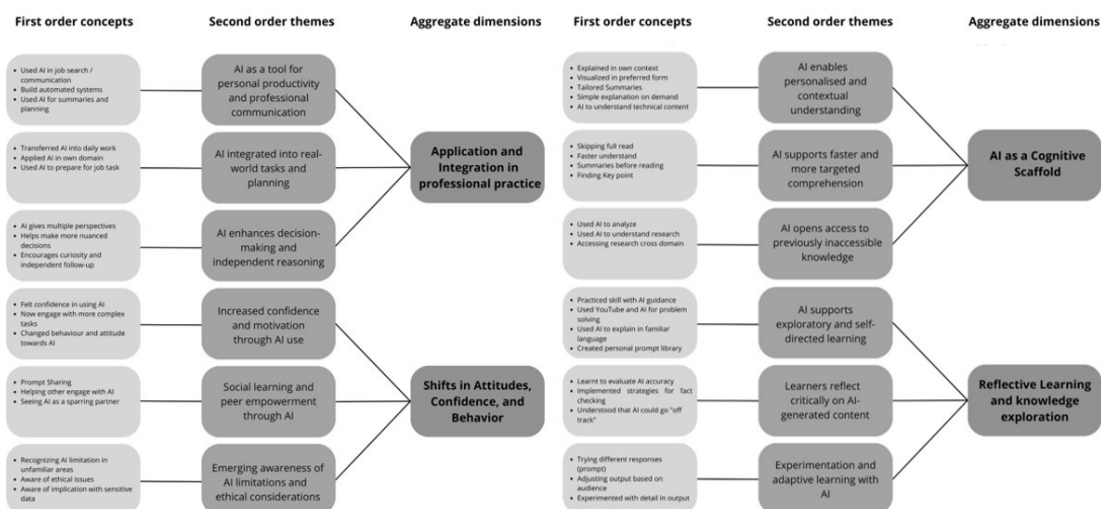 First order concepts
Second order themes
Aggregate dimensions
• Used AI in job search /
communication
• Build automated systems
• Used AI for summaries and
planning
AI as a tool for
personal productivity
and professional
communication
• Transferred AI into daily work
• Applied AI in own domain
• Used AI to prepare for job task
AI integrated into real-
world tasks and
planning
Application and
Integration in
professional practice
• AI gives multiple perspectives
• Helps make more nuanced
decisions
• Encourages curiosity and
independent follow-up
AI enhances decision-
making and
independent reasoning
• Felt confidence in using AI
• Now engage with more complex
tasks
• Changed behaviour and attitude
towards AI
Increased confidence
and motivation
through AI use
• Prompt Sharing
• Helping other engage with AI
• Seeing AI as a sparring partner
Social learning and
peer empowerment
through AI
Shifts in Attitudes,
Confidence, and
Behavior
• Recognizing AI limitation in
unfamiliar areas
• Aware of ethical issues
• Aware of implication with sensitive
data
Emerging awareness of
AI limitations and
ethical considerations
First order concepts
Second order themes
Aggregate dimensions
• Explained in own context
• Visualized in preferred form
• Tailored Summaries
• Simple explanation on demand
• AI to understand technical content
AI enables
personalised and
contextual
understanding
• Skipping full read
• Faster understand
• Summaries before reading
• Finding Key point
AI supports faster and
more targeted
comprehension
AI as a Cognitive
Scaffold
• Used AI to analyze
• Used AI to understand research
• Accessing research cross domain
AI opens access to
previously inaccessible
knowledge
• Practiced skill with AI guidance
• Used YouTube and AI for problem
solving
• Used AI to explain in familiar
language
• Created personal prompt library
AI supports
exploratory and self-
directed learning
• Learnt to evaluate AI accuracy
• Implemented strategies for fact
checking
• Understood that AI could go "off
track"
Learners reflect
critically on AI-
generated content
Reflective Learning
and knowledge
exploration
• Trying different responses
(prompt)
• Adjusting output based on
audience
• Experimented with detail in output
Experimentation and
adaptive learning with
AI